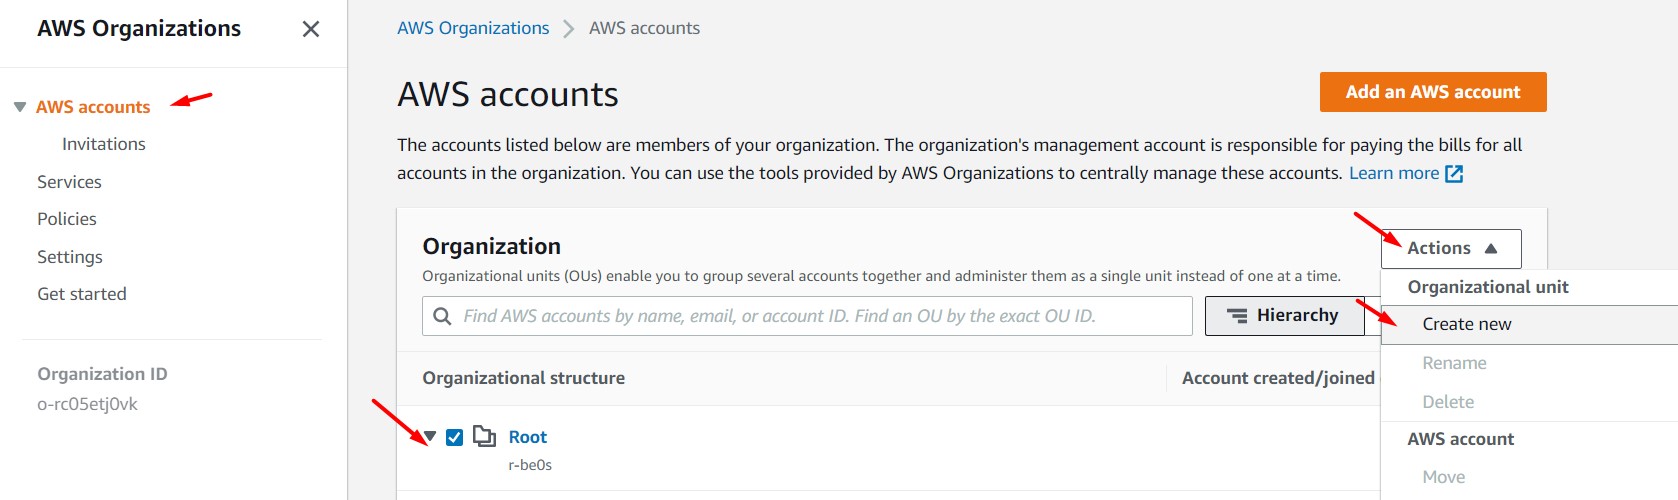 AWS Organizations
AWS accounts
Invitations
Services
Policies
Settings
Get started
Organization ID
o-rc05etj0vk
AWS Organizations > AWS accounts
AWS accounts
Add an AWS account
The accounts listed below are members of your organization. The organization's management account is responsible for paying the bills for all
accounts in the organization. You can use the tools provided by AWS Organizations to centrally manage these accounts. Learn more
Organization
Organizational units (OUs) enable you to group several accounts together and administer them as a single unit instead of one at a time.
Find AWS accounts by name, email, or account ID. Find an OU by the exact OU ID.
Hierarchy
Actions
Organizational unit
Create new
Rename
Delete
AWS account
Move
Organizational structure
Account created/joined
Root
r-be0s